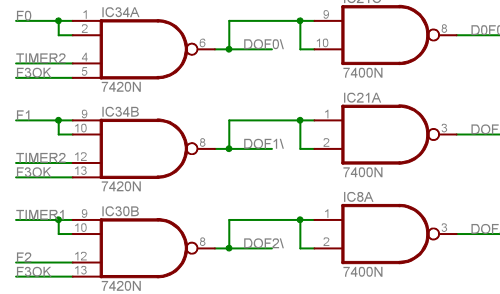 IC34A
F0
1
2
TIMER2
4
F3OK
5
6
DOF0\
7420N
9
10
8
7400N
IC34B
F1
9
10
TIMER2
12
F3OK
13
8
DOF1\
7420N
IC21A
1
2
3
DOF
7400N
IC30B
TIMER1
9
10
F2
12
F3OK
13
8
DOF2\
7420N
IC8A
1
2
3
DOF
7400N